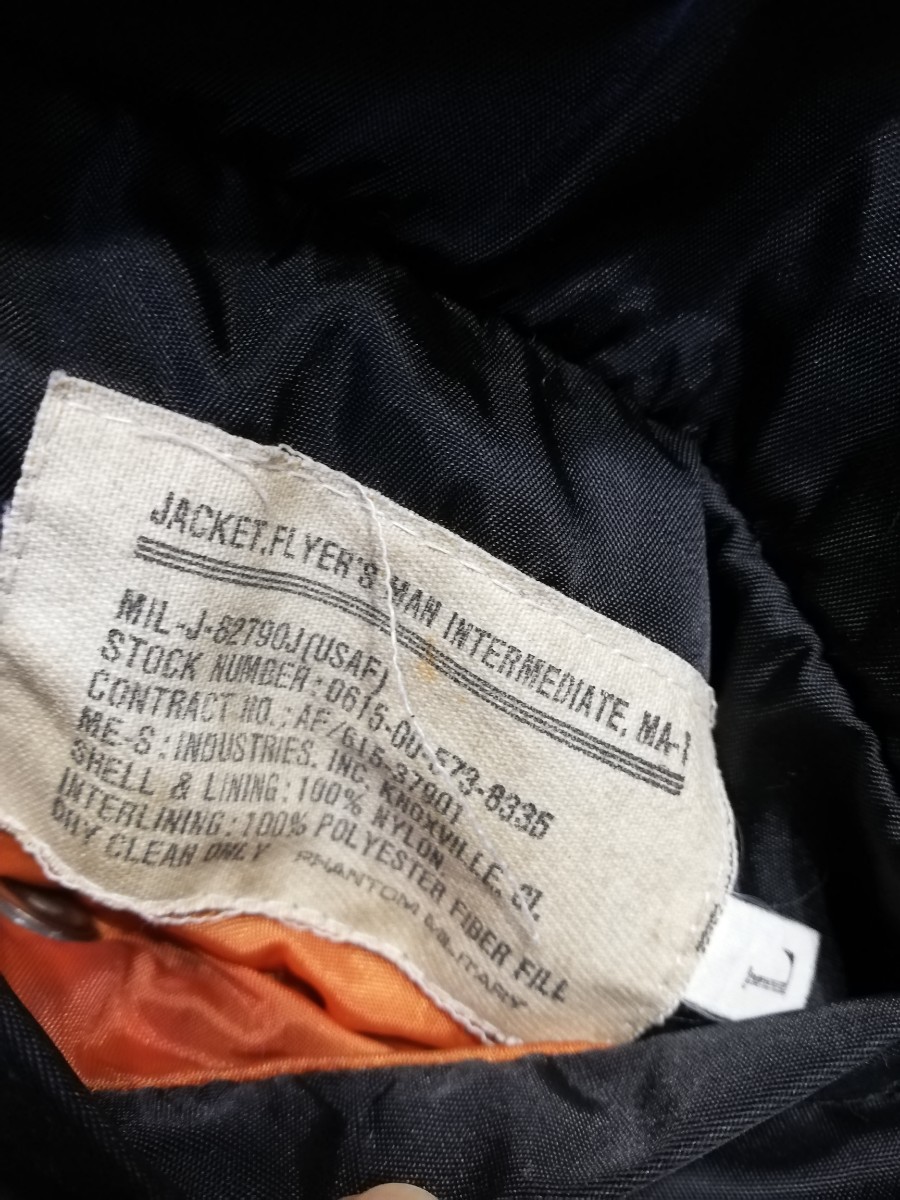 JACKET,FLYER'S MAN INTERMEDIATE, MA-1
MIL-J-82790J(USAF)
STOCK NUMBER:0615-00-573-8335
CONTRACT NO.:AF/615-37901
ME-S:INDUSTRIES. INC. KNOXVILLE. 31.
SHELL & LINING:100% NYLON
INTERLINING:100% POLYESTER FIBER FILL
DRY CLEAN ONLY PHANTOM MILITARY
L